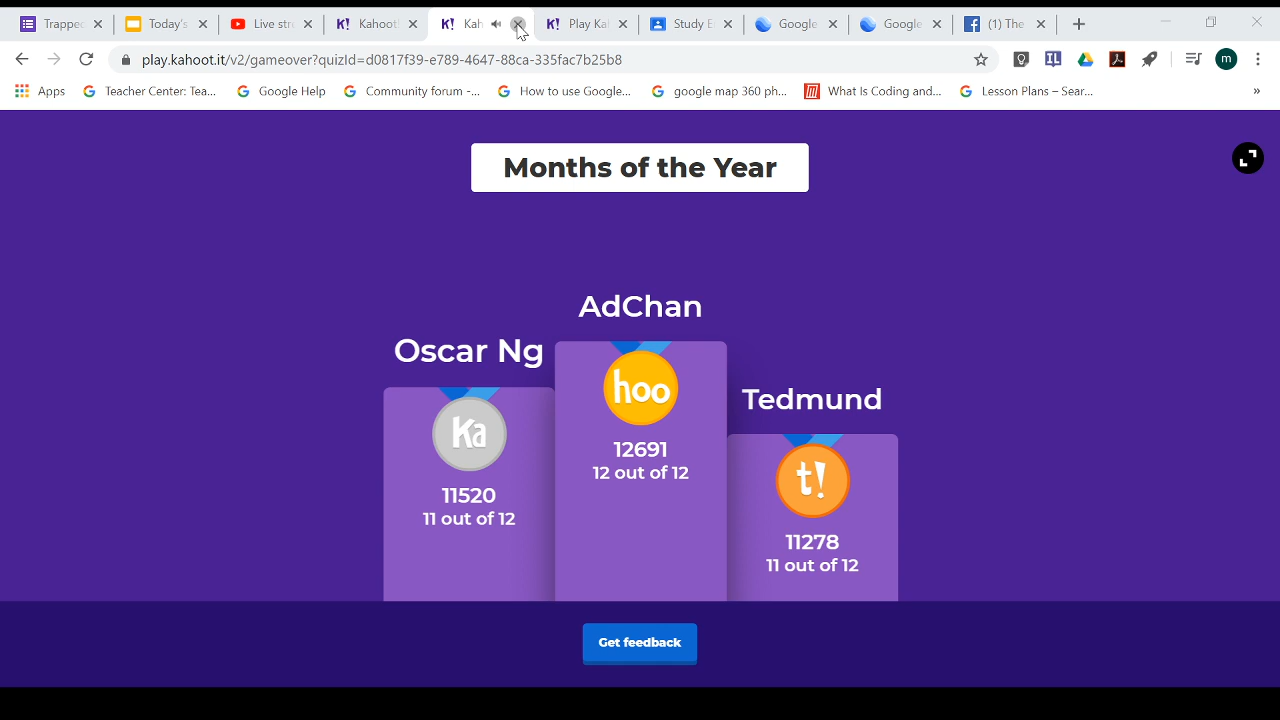 Trapped
Today's
Live str
Kahoot!
Kah
Play Ka
Study E
Google
Google
(1) The
play.kahoot.it/v2/gameover?quizId=d0817f39-e789-4647-88ca-335fac7b25b8
Apps
Teacher Center: Tea...
Google Help
Community forum -...
How to use Google...
google map 360 ph...
What Is Coding and...
Lesson Plans – Sear...
»
IL
m
Months of the Year
AdChan
Oscar Ng
Tedmund
hoo
Ka
12691
12 out of 12
t!
11520
11 out of 12
11278
11 out of 12
Get feedback